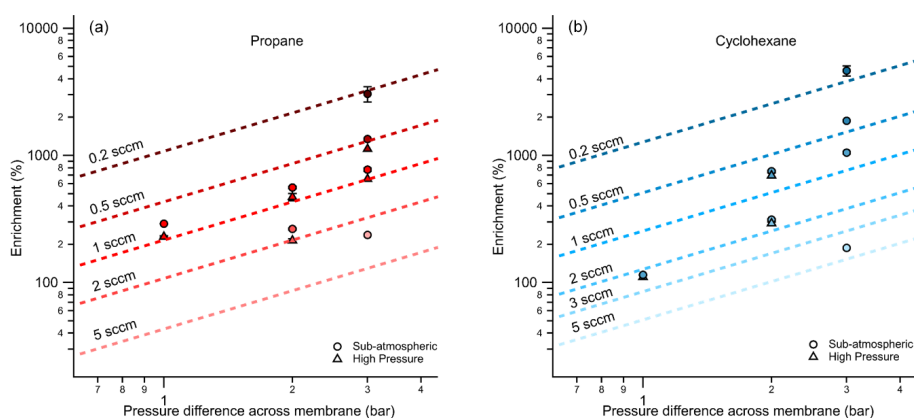 (a)
Propane
10000
8
6
4
2
1000
8
6
4
2
100
8
6
4
Enrichment (%)
0.2 sccm
0.5 sccm
1 sccm
2 sccm
5 sccm
Sub-atmospheric
High Pressure
7 8 9 1 2 3 4
Pressure difference across membrane (bar)
(b)
Cyclohexane
10000
8
6
4
2
1000
8
6
4
2
100
8
6
4
Enrichment (%)
0.2 sccm
0.5 sccm
1 sccm
2 sccm
3 sccm
5 sccm
Sub-atmospheric
High Pressure
7 8 9 1 2 3 4
Pressure difference across membrane (bar)